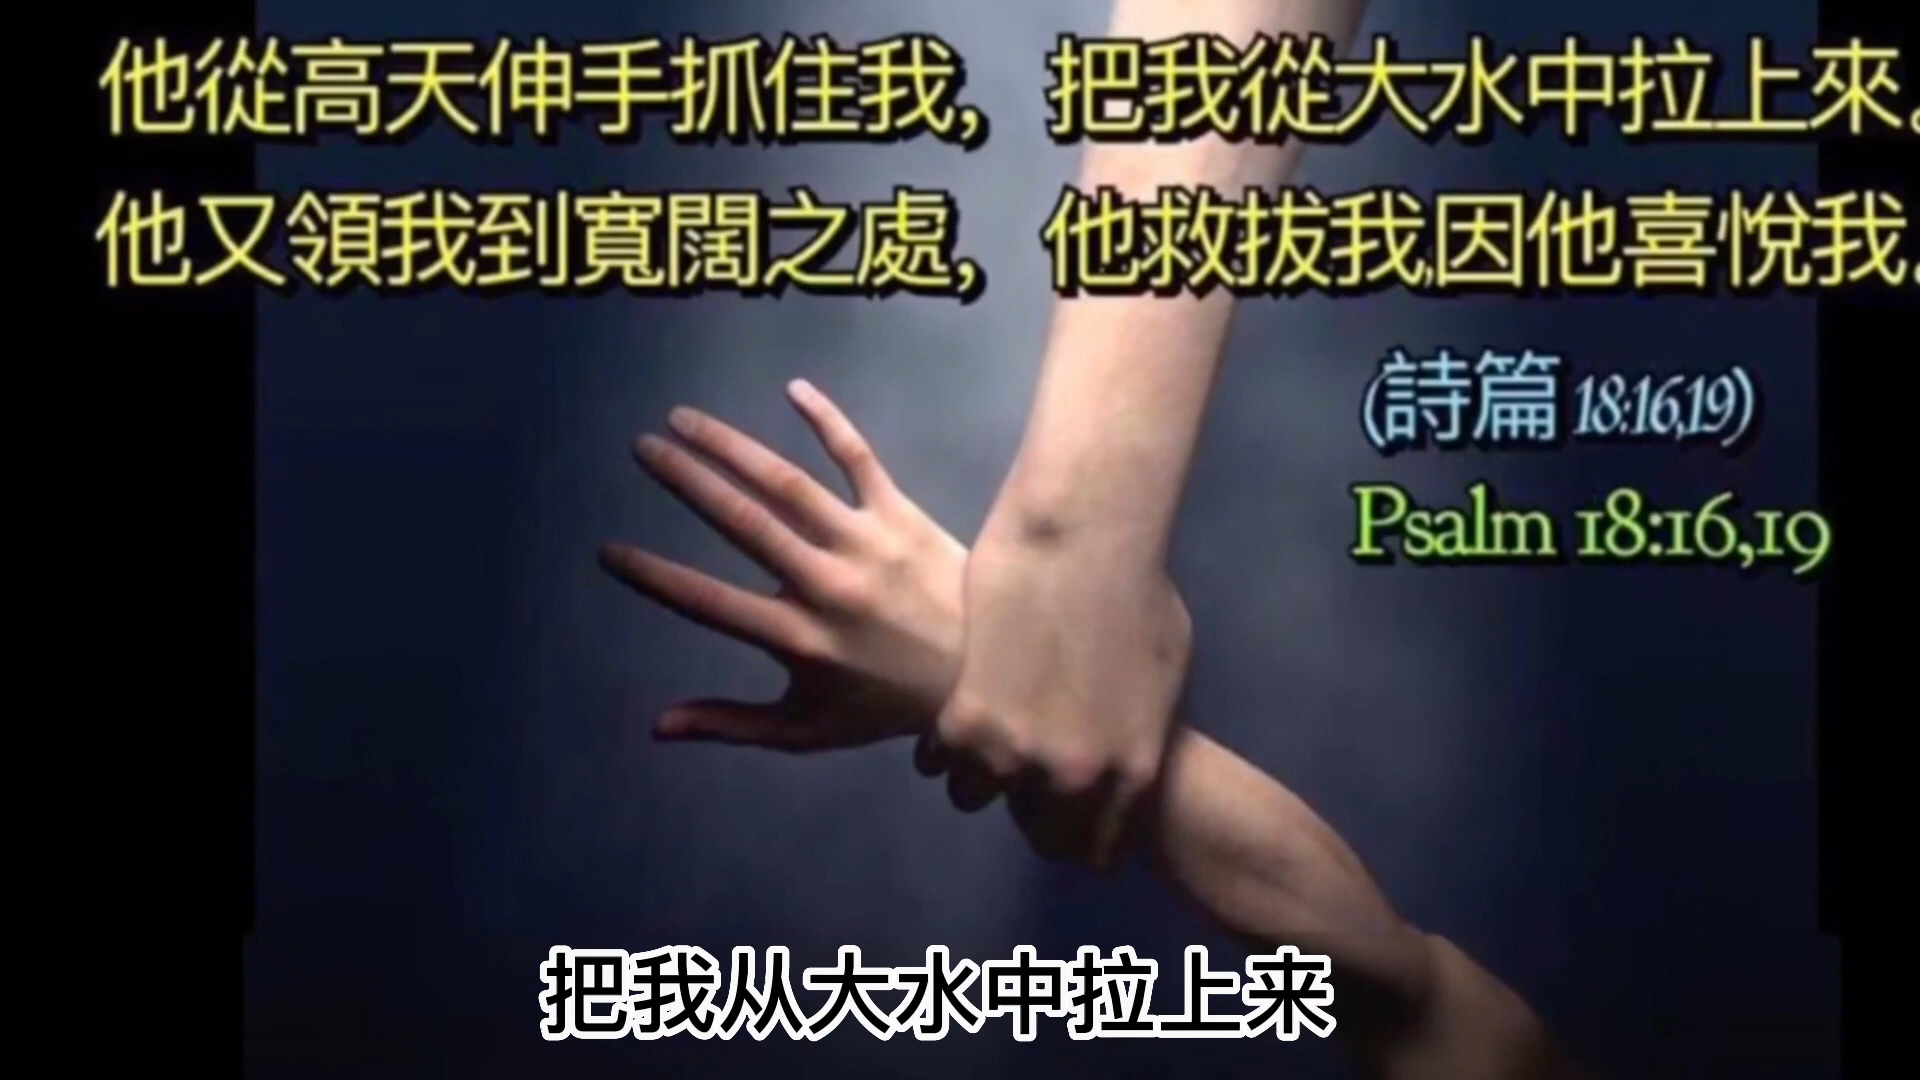 他從高天伸手抓住我，把我從大水中拉上來。
他又領我到寬闊之處，他救拔我,因他喜悅我.
(詩篇 18:16,19)
Psalm 18:16,19
把我从大水中拉上来